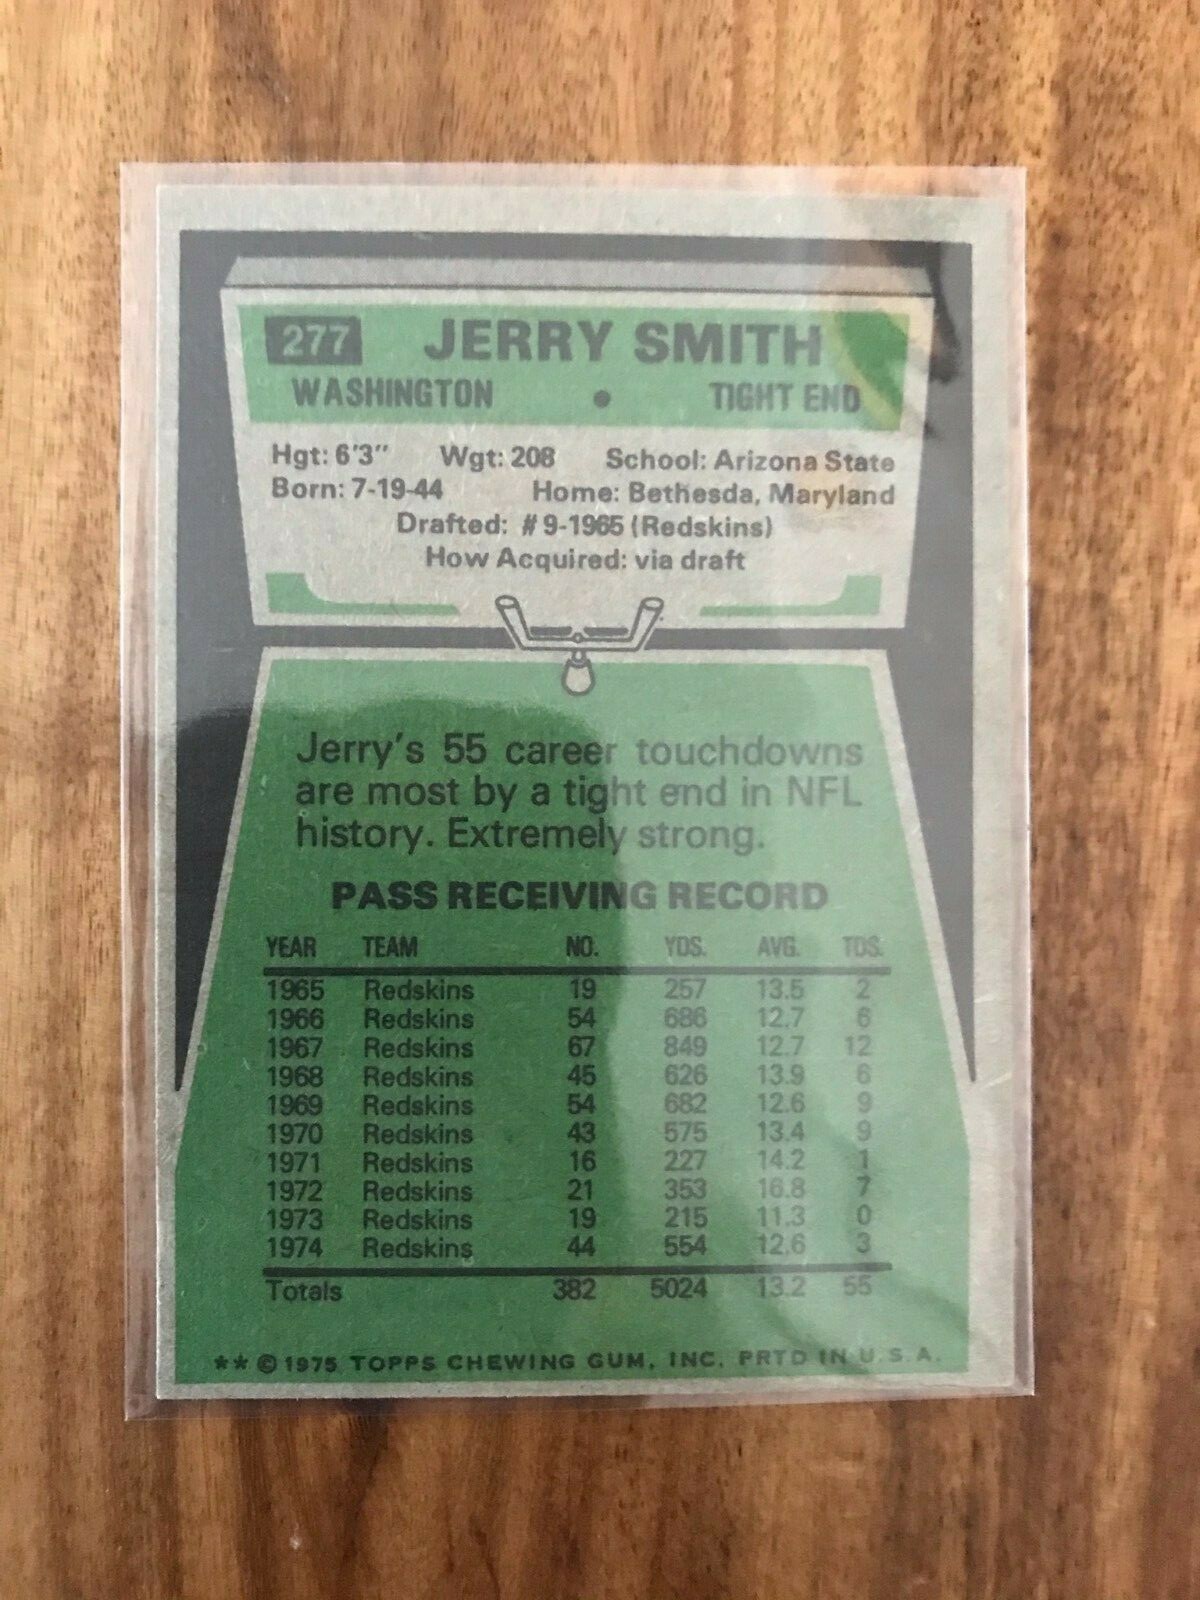 277 JERRY SMITH
WASHINGTON • TIGHT END
Hgt: 6'3" Wgt: 208 School: Arizona State
Born: 7-19-44 Home: Bethesda, Maryland
Drafted: #9-1965 (Redskins)
How Acquired: via draft
Jerry's 55 career touchdowns
are most by a tight end in NFL
history. Extremely strong.
PASS RECEIVING RECORD
YEAR TEAM NO. YDS. AVG. TDS.
1965 Redskins 19 257 13.5 2
1966 Redskins 54 686 12.7 6
1967 Redskins 67 849 12.7 12
1968 Redskins 45 626 13.9 6
1969 Redskins 54 682 12.6 9
1970 Redskins 43 575 13.4 9
1971 Redskins 16 227 14.2 1
1972 Redskins 21 353 16.8 7
1973 Redskins 19 215 11.3 0
1974 Redskins 44 554 12.6 3
Totals 382 5024 13.2 55
** © 1975 TOPPS CHEWING GUM, INC. PRTD IN U.S.A.